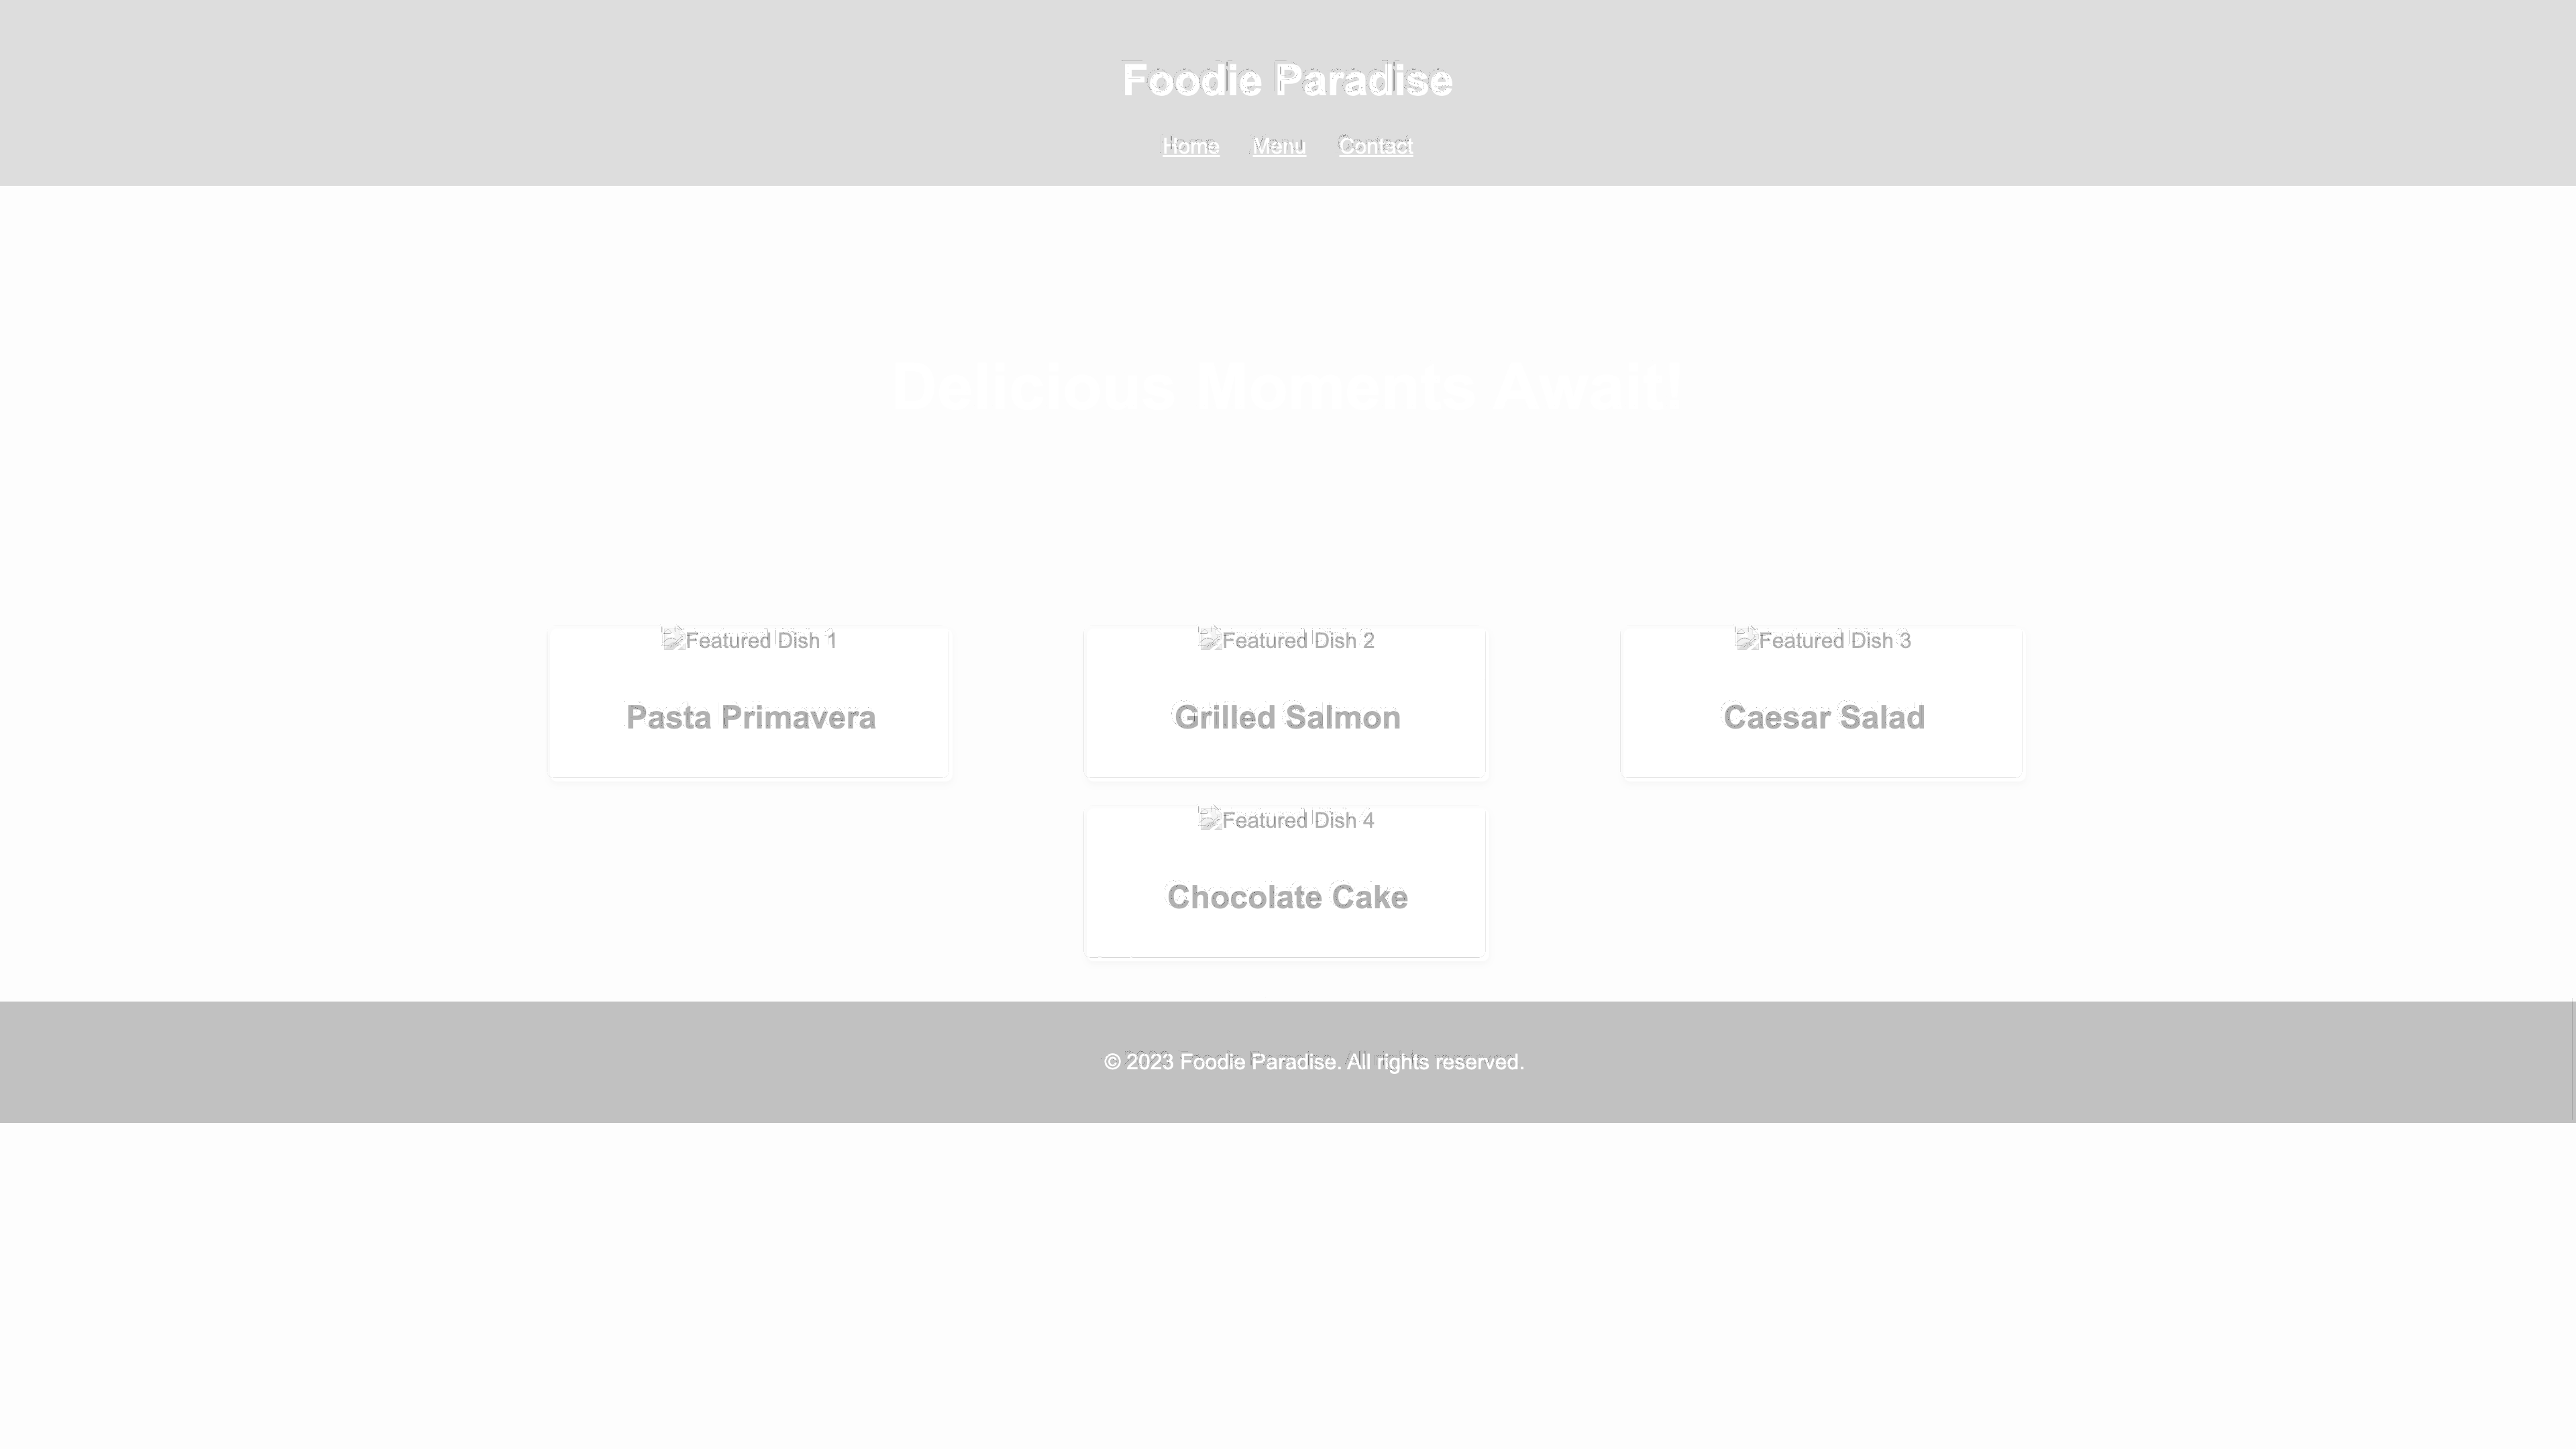 Foodie Paradise
Home Menu Contact
Delicious Moments Await!
Featured Dish 1 Featured Dish 2 Featured Dish 3
Pasta Primavera Grilled Salmon Caesar Salad
Featured Dish 4
Chocolate Cake
© 2023 Foodie Paradise. All rights reserved.